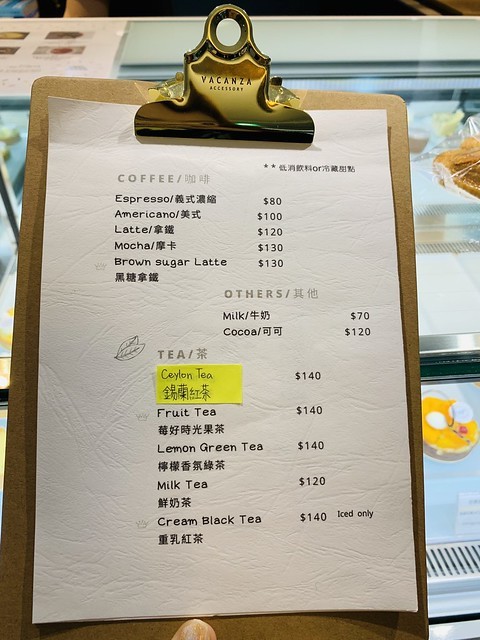 VACANZA
ACCESSORY
**低消飲料or冷藏甜點
COFFEE/咖啡
Espresso/義式濃縮 $80
Americano/美式 $100
Latte/拿鐵 $120
Mocha/摩卡 $130
Brown sugar Latte $130
黑糖拿鐵
OTHERS/其他
Milk/牛奶 $70
Cocoa/可可 $120
TEA/茶
Ceylon Tea $140
錫蘭紅茶
Fruit Tea $140
莓好時光果茶
Lemon Green Tea $140
檸檬香氛綠茶
Milk Tea $120
鮮奶茶
Cream Black Tea $140 Iced only
重乳紅茶